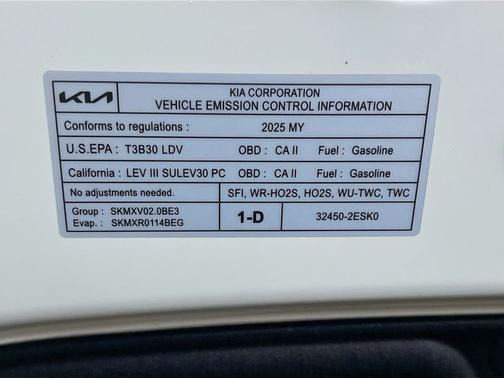 KIA
KIA CORPORATION
VEHICLE EMISSION CONTROL INFORMATION
Conforms to regulations : 2025 MY
U.S.EPA : T3B30 LDV OBD : CA II Fuel : Gasoline
California : LEV III SULEV30 PC OBD : CA II Fuel : Gasoline
No adjustments needed. SFI, WR-HO2S, HO2S, WU-TWC, TWC
Group : SKMXV02.0BE3
Evap. : SKMXR0114BEG
1-D
32450-2ESK0